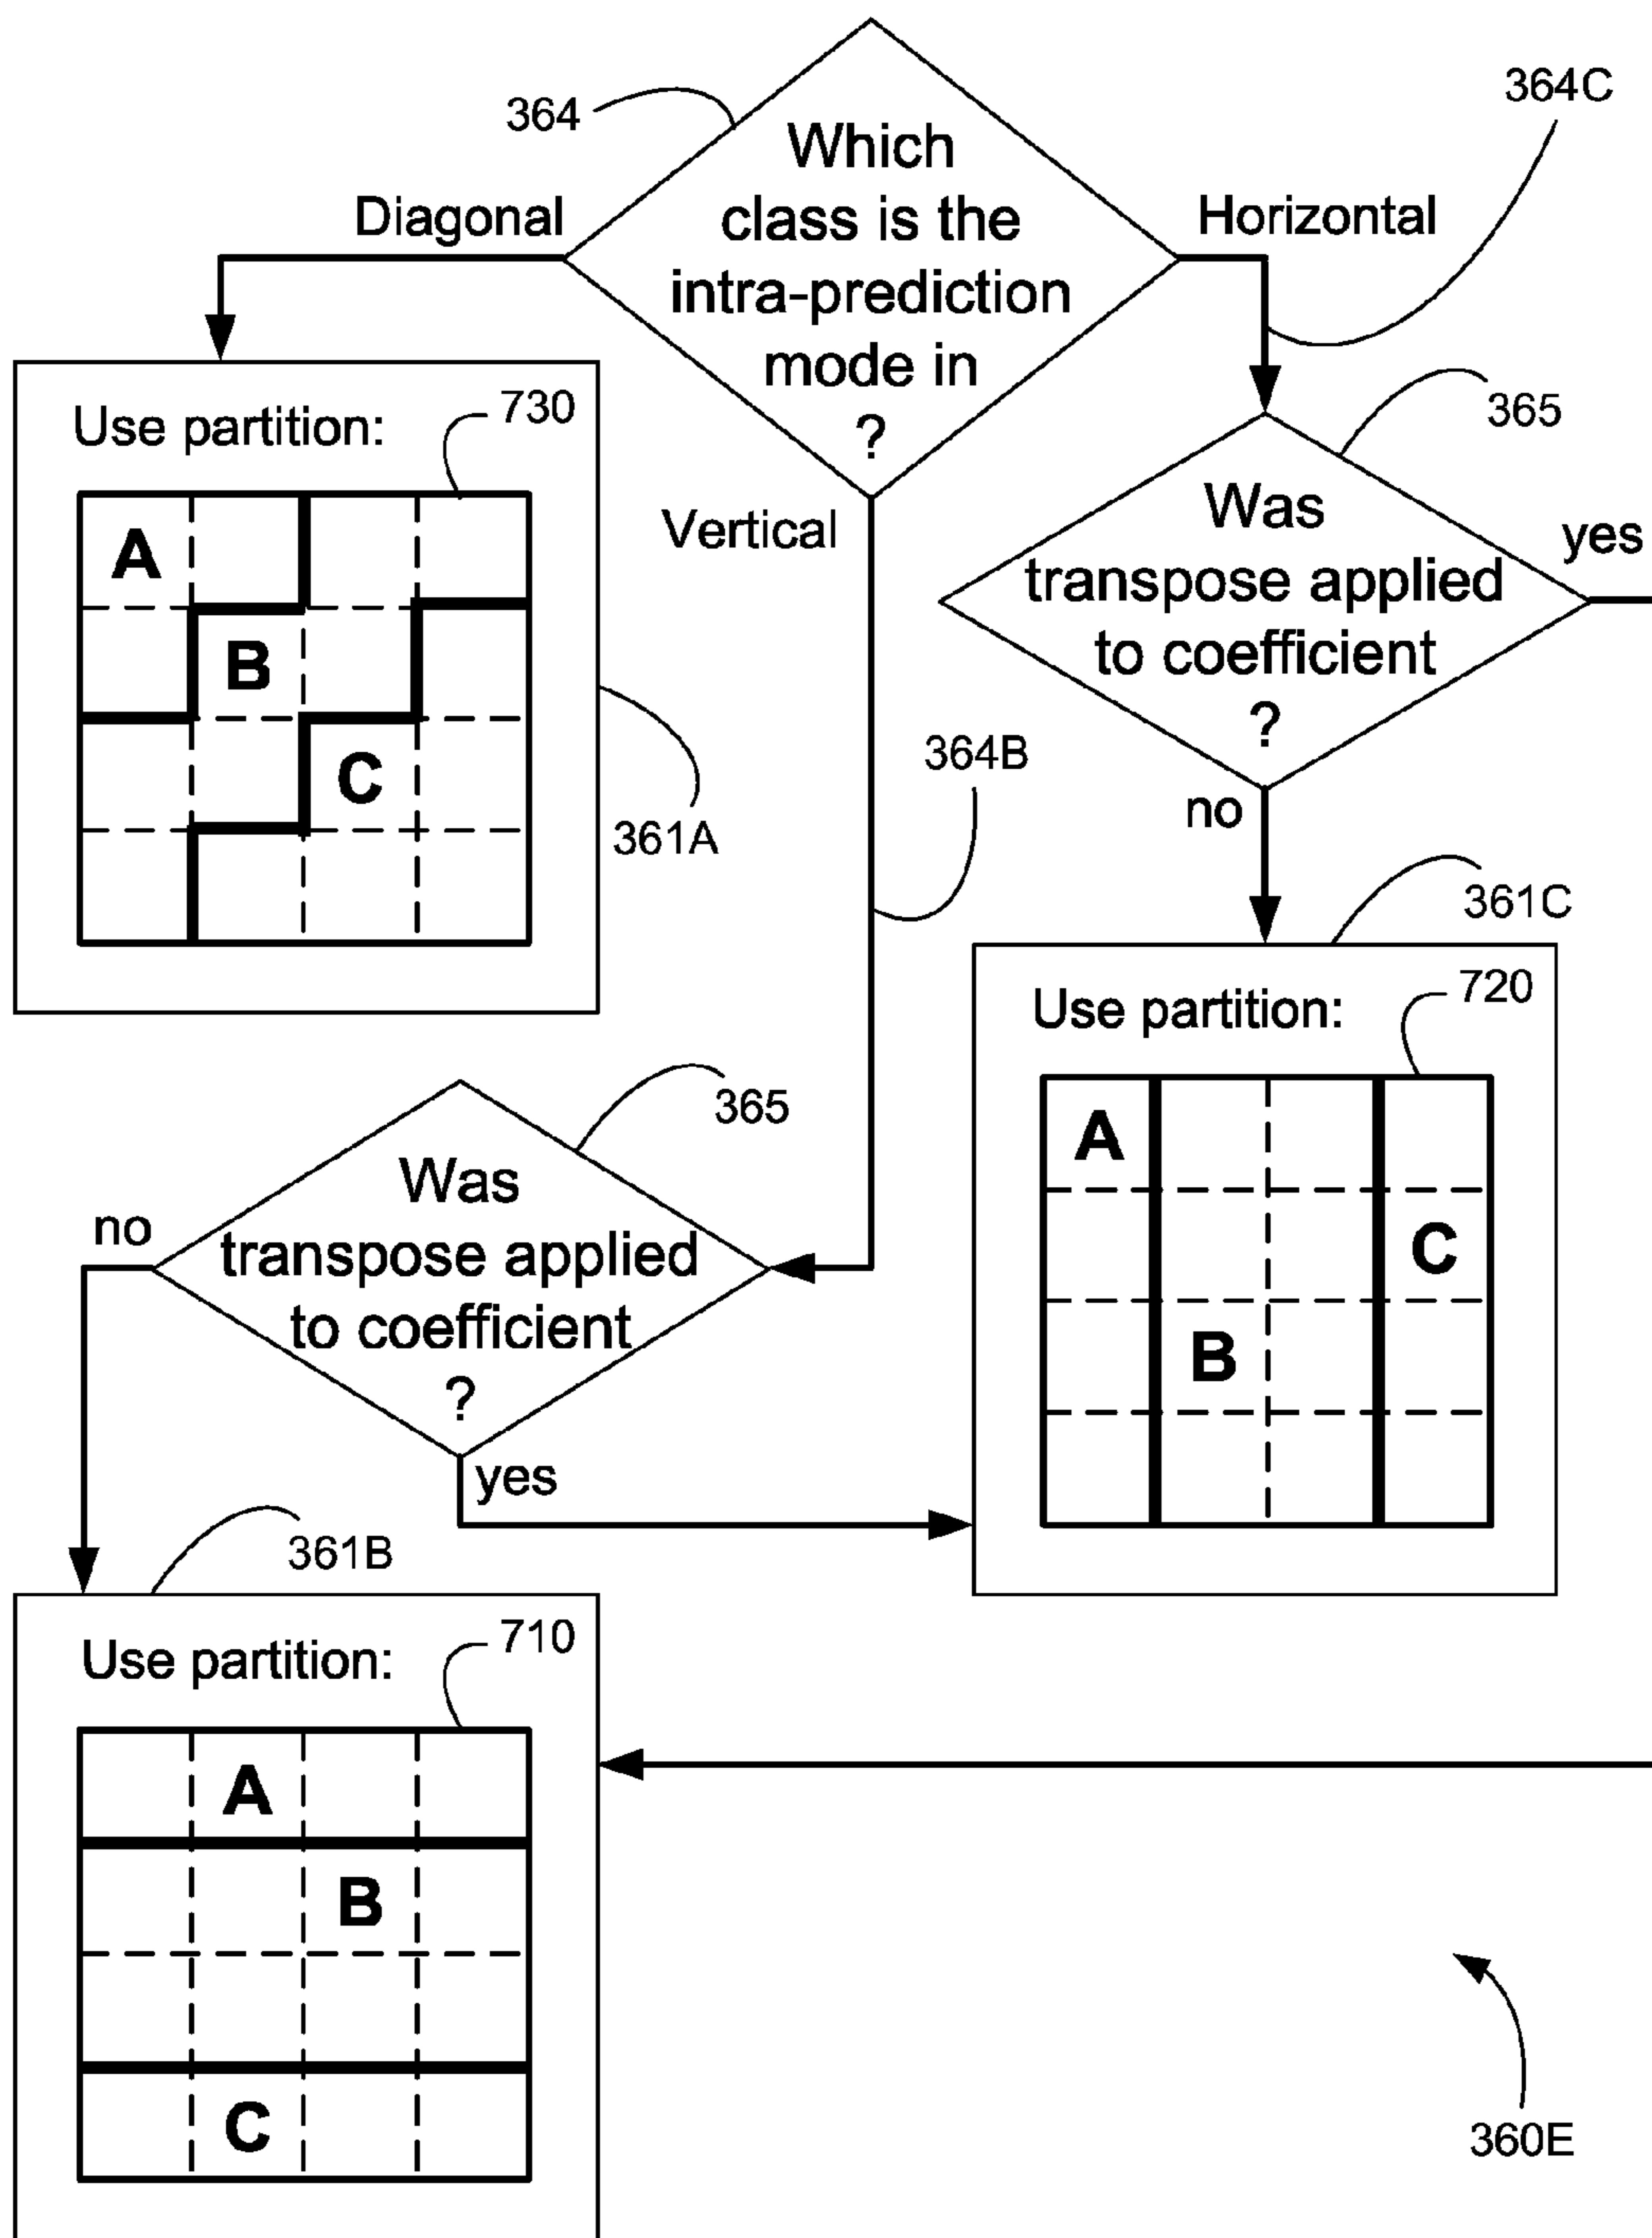 364
Which
class is the
intra-prediction
mode in
?
364C
Diagonal
Horizontal
Vertical
Use partition:
730
A
B
C
361A
365
Was
transpose applied
to coefficient
?
yes
no
364B
361C
Use partition:
720
A
C
B
365
Was
transpose applied
to coefficient
?
no
yes
361B
Use partition:
710
A
B
C
360E